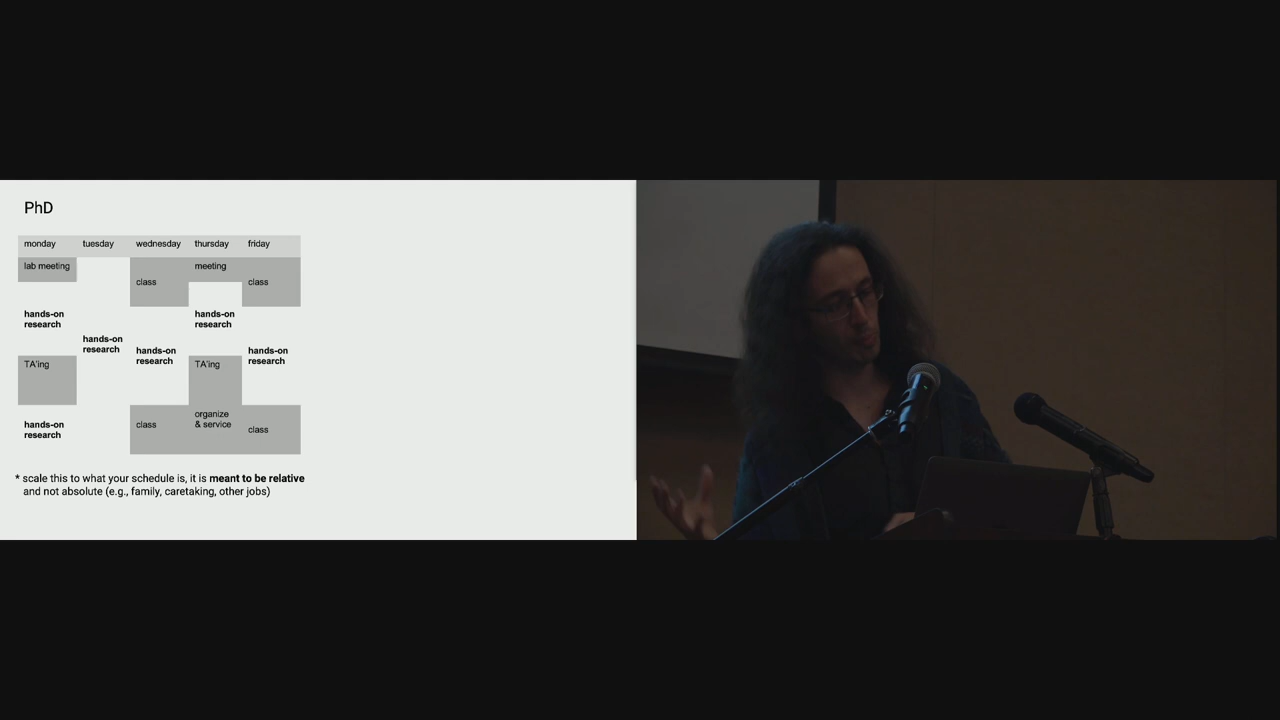 PhD
monday tuesday wednesday thursday friday
lab meeting
meeting
class
class
hands-on
research
hands-on
research
hands-on
research
hands-on
research
hands-on
research
TA'ing
TA'ing
organize
& service
hands-on
research
class
class
* scale this to what your schedule is, it is meant to be relative
and not absolute (e.g., family, caretaking, other jobs)